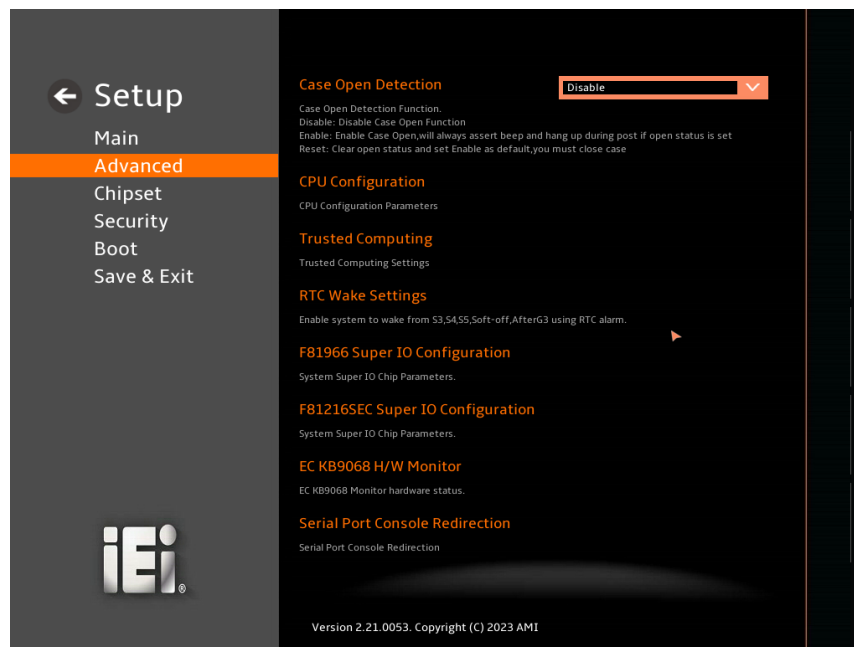 Setup
Main
Advanced
Chipset
Security
Boot
Save & Exit
Case Open Detection
Disable
Case Open Detection Function.
Disable: Disable Case Open Function
Enable: Enable Case Open,will always assert beep and hang up during post if open status is set
Reset: Clear open status and set Enable as default,you must close case
CPU Configuration
CPU Configuration Parameters
Trusted Computing
Trusted Computing Settings
RTC Wake Settings
Enable system to wake from S3,S4,S5,Soft-off,AfterG3 using RTC alarm.
F81966 Super IO Configuration
System Super IO Chip Parameters.
F81216SEC Super IO Configuration
System Super IO Chip Parameters.
EC KB9068 H/W Monitor
EC KB9068 Monitor hardware status.
Serial Port Console Redirection
Serial Port Console Redirection
iEi®
Version 2.21.0053. Copyright (C) 2023 AMI